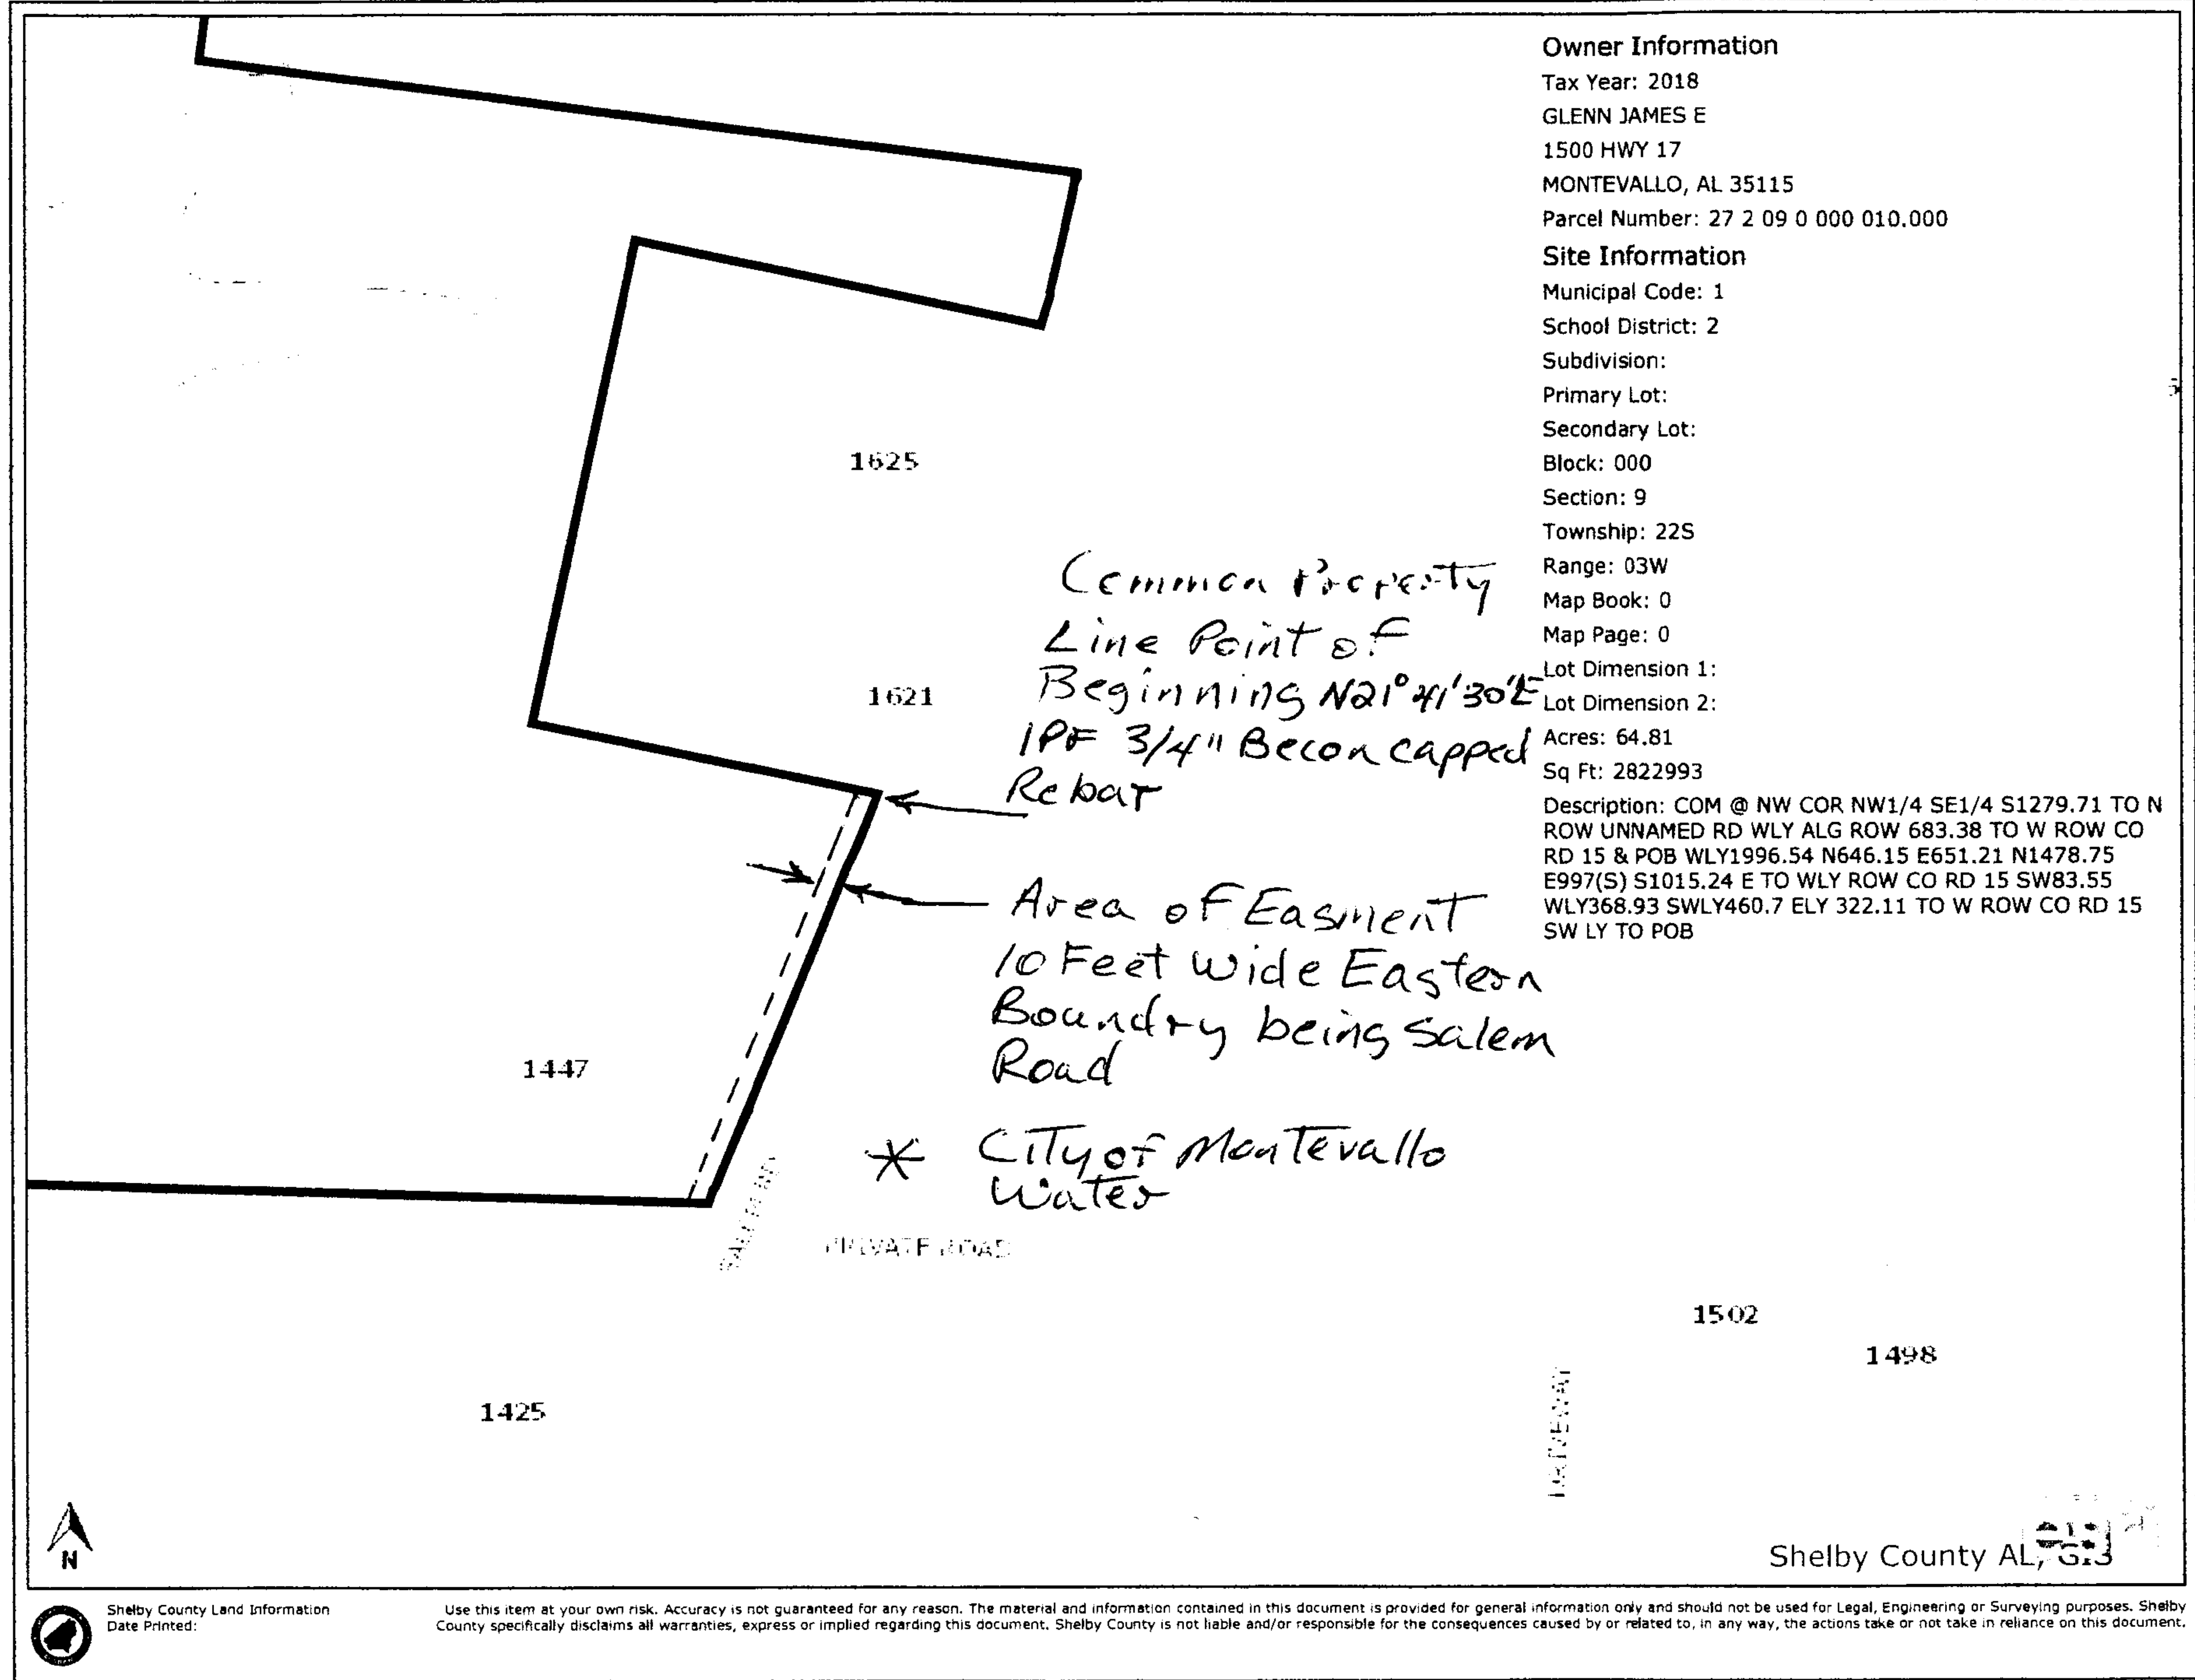 Owner Information
Tax Year: 2018
GLENN JAMES E
1500 HWY 17
MONTEVALLO, AL 35115
Parcel Number: 27 2 09 0 000 010.000
Site Information
Municipal Code: 1
School District: 2
Subdivision:
Primary Lot:
Secondary Lot:
Block: 000
Section: 9
Township: 22S
Range: 03W
Map Book: 0
Map Page: 0
Lot Dimension 1:
Lot Dimension 2:
Acres: 64.81
Sq Ft: 2822993
Description: COM @ NW COR NW1/4 SE1/4 S1279.71 TO N
ROW UNNAMED RD WLY ALG ROW 683.38 TO W ROW CO
RD 15 & POB WLY1996.54 N646.15 E651.21 N1478.75
E997(S) S1015.24 E TO WLY ROW CO RD 15 SW83.55
WLY368.93 SWLY460.7 ELY 322.11 TO W ROW CO RD 15
SW LY TO POB
1625
1621
Common Property
Line Point of
Beginning N21°41'30"E
IPF 3/4" Becon capped
Rebar
Area of Easment
10 Feet Wide Eastern
Boundry being Salem
Road
1447
* City of Montevallo
Water
PRIVATE ROAD
1502
1498
1425
DRIVEWAY
N
Shelby County AL, GIS
Shelby County Land Information
Date Printed:
Use this item at your own risk. Accuracy is not guaranteed for any reason. The material and information contained in this document is provided for general information only and should not be used for Legal, Engineering or Surveying purposes. Shelby
County specifically disclaims all warranties, express or implied regarding this document. Shelby County is not liable and/or responsible for the consequences caused by or related to, in any way, the actions take or not take in reliance on this document.